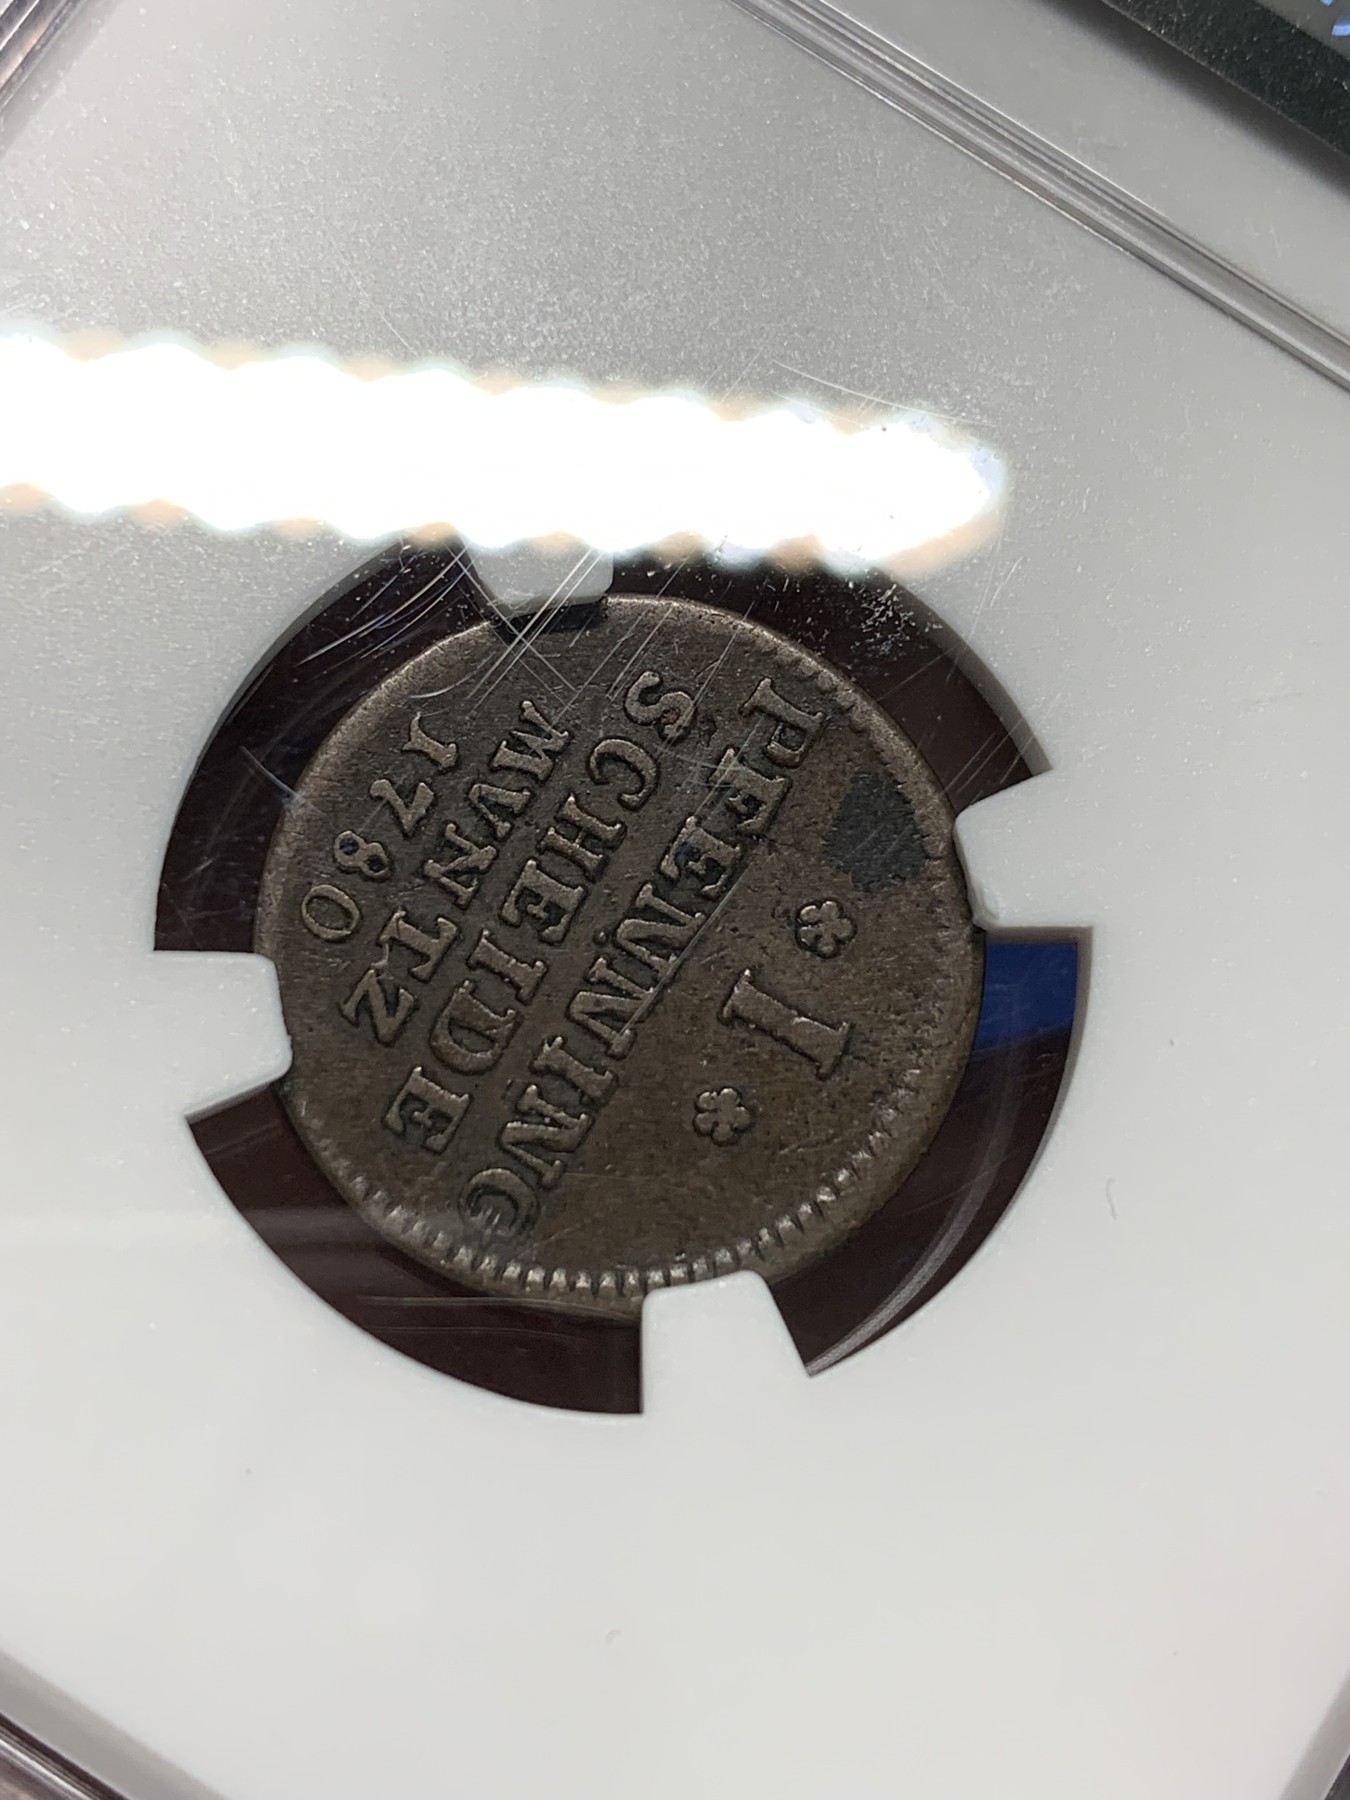 I
PFENNING
SCHEIDE
MVNTZ
1780